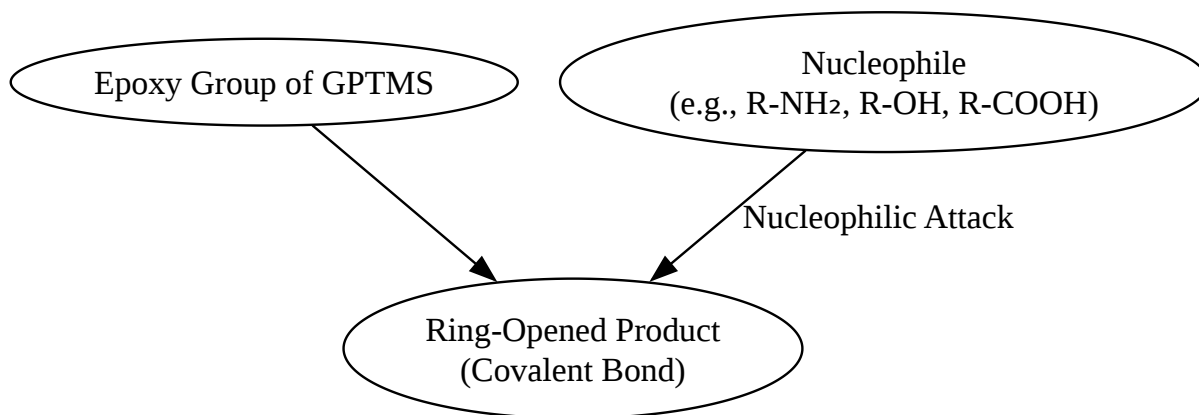 Epoxy Group of GPTMS
Nucleophile
(e.g., R-NH₂, R-OH, R-COOH)
Nucleophilic Attack
Ring-Opened Product
(Covalent Bond)